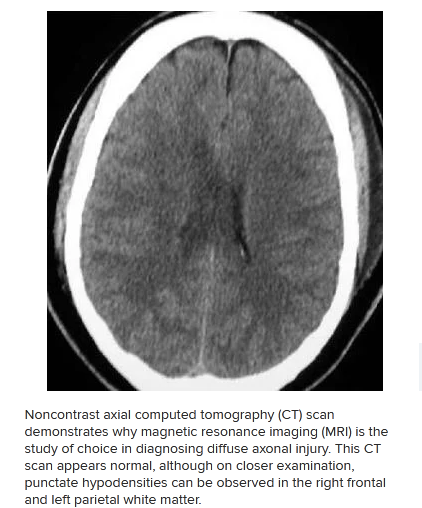 Noncontrast axial computed tomography (CT) scan
demonstrates why magnetic resonance imaging (MRI) is the
study of choice in diagnosing diffuse axonal injury. This CT
scan appears normal, although on closer examination,
punctate hypodensities can be observed in the right frontal
and left parietal white matter.